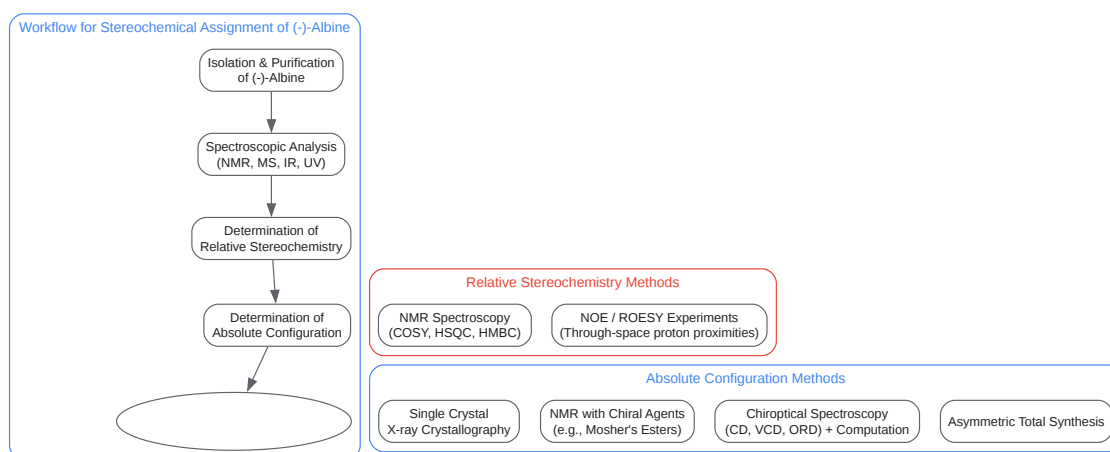 Workflow for Stereochemical Assignment of (-)-Albine
Isolation & Purification
of (-)-Albine
Spectroscopic Analysis
(NMR, MS, IR, UV)
Determination of
Relative Stereochemistry
Determination of
Absolute Configuration
Relative Stereochemistry Methods
NMR Spectroscopy
(COSY, HSQC, HMBC)
NOE / ROESY Experiments
(Through-space proton proximities)
Absolute Configuration Methods
Single Crystal
X-ray Crystallography
NMR with Chiral Agents
(e.g., Mosher's Esters)
Chiroptical Spectroscopy
(CD, VCD, ORD) + Computation
Asymmetric Total Synthesis